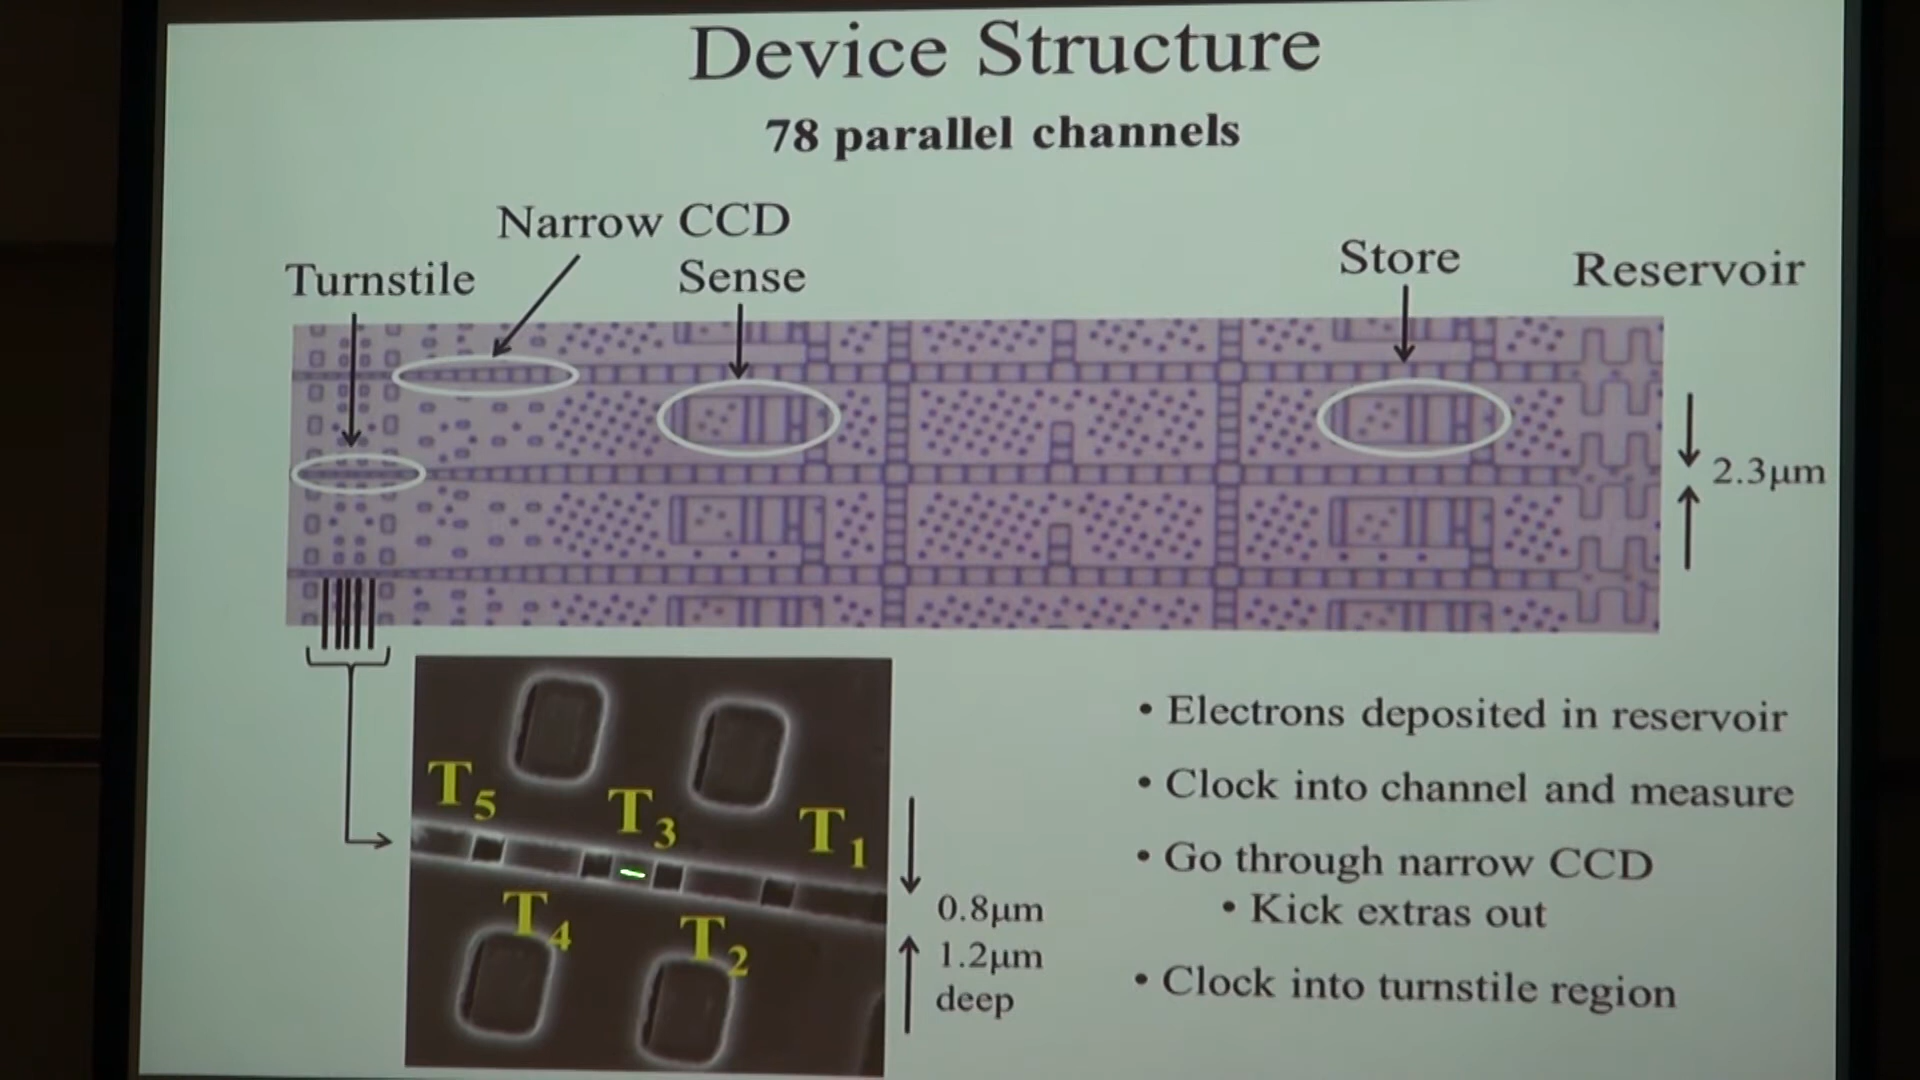 Device Structure
78 parallel channels
Narrow CCD
Turnstile
Sense
Store
Reservoir
2.3μm
T5
T3
T1
T4
T2
0.8μm
1.2μm
deep
• Electrons deposited in reservoir
• Clock into channel and measure
• Go through narrow CCD
• Kick extras out
• Clock into turnstile region